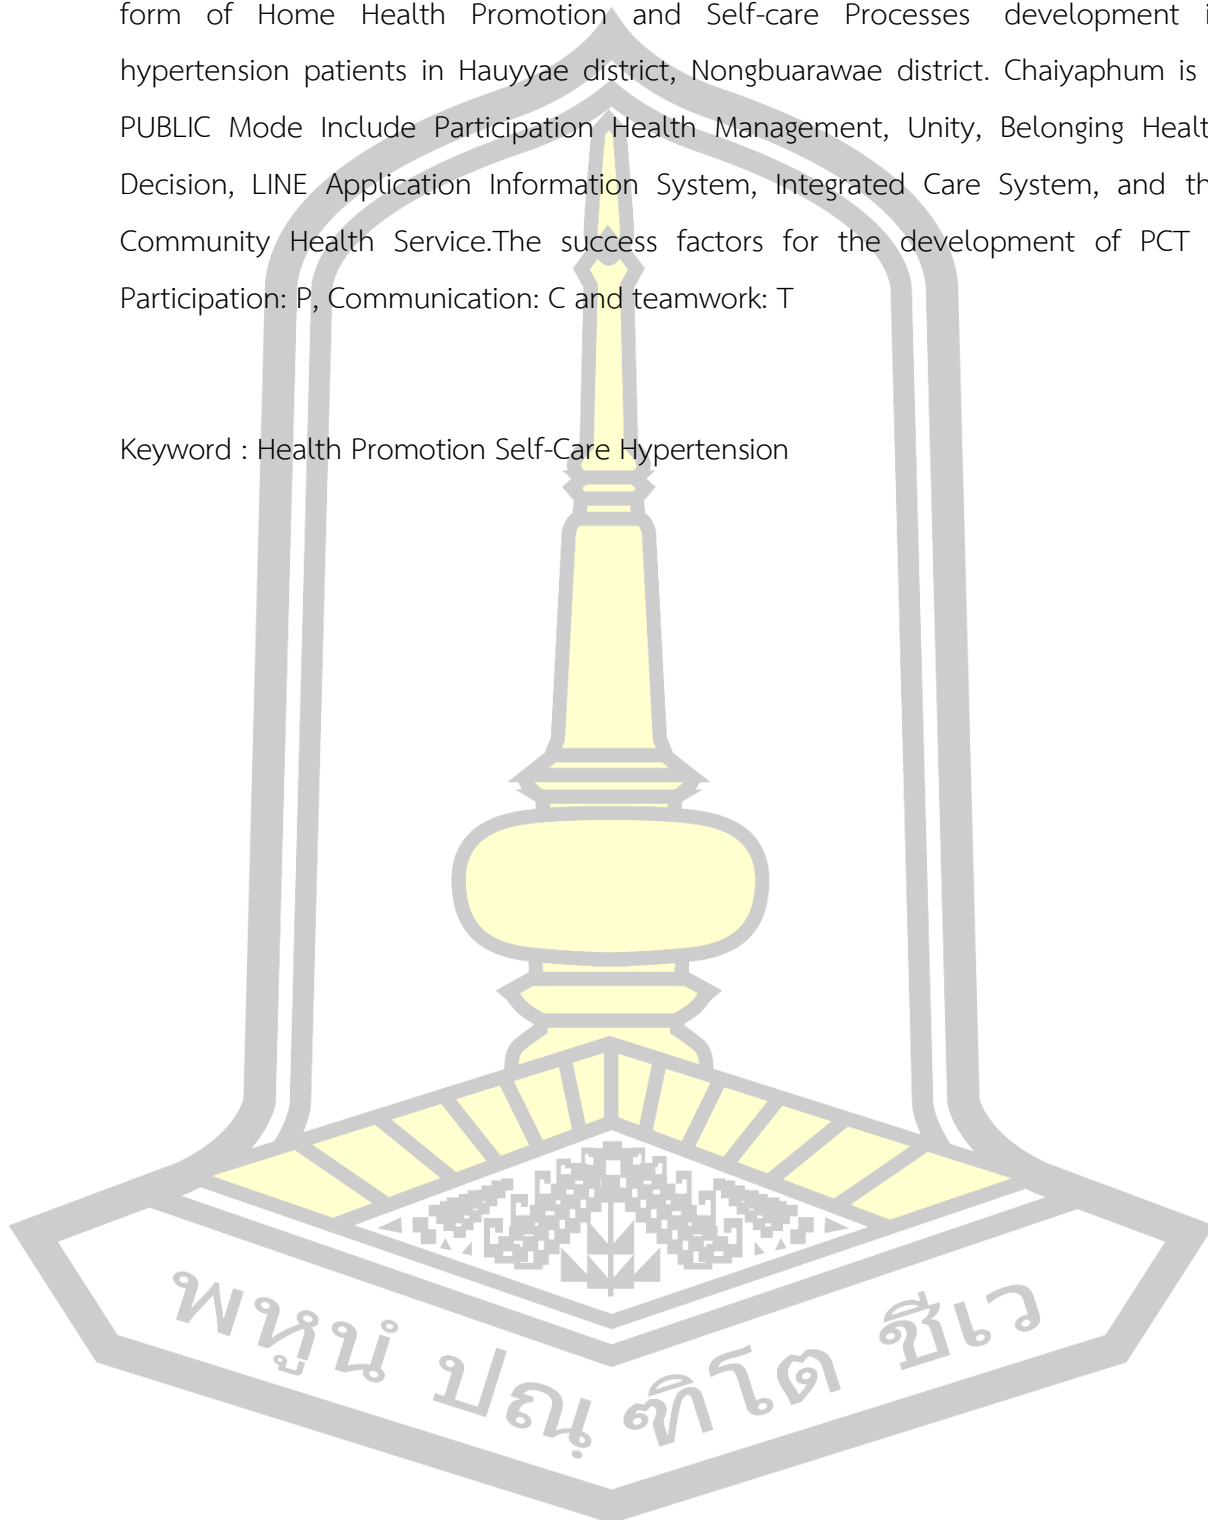 form of Home Health Promotion and Self-care Processes development i
hypertension patients in Hauyyae district, Nongbuarawae district. Chaiyaphum is
PUBLIC Mode Include Participation Health Management, Unity, Belonging Healt
Decision, LINE Application Information System, Integrated Care System, and th
Community Health Service.The success factors for the development of PCT
Participation: P, Communication: C and teamwork: T
Keyword : Health Promotion Self-Care Hypertension
พหูนํ ปณฺ ฑิโต ชีเว